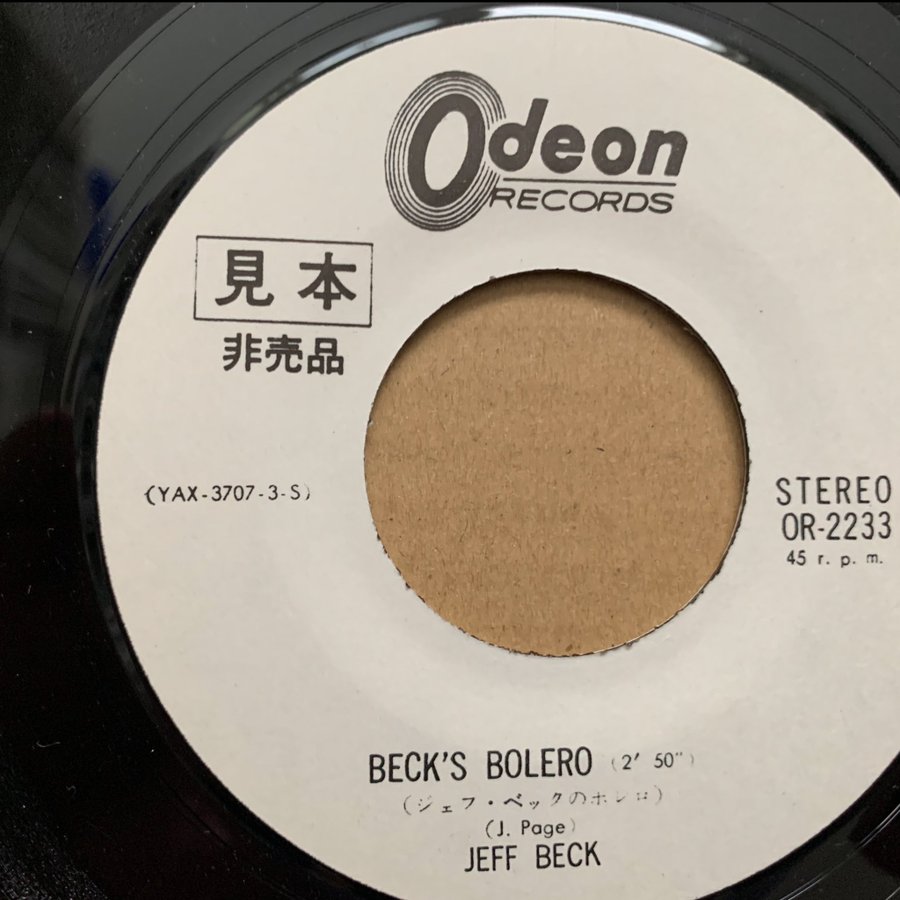 Odeon
RECORDS
見本
非売品
(YAX-3707-3-S)
STEREO
OR-2233
45 r. p. m.
BECK'S BOLERO (2' 50")
(ジェフ・ベックのボレロ)
(J. Page)
JEFF BECK